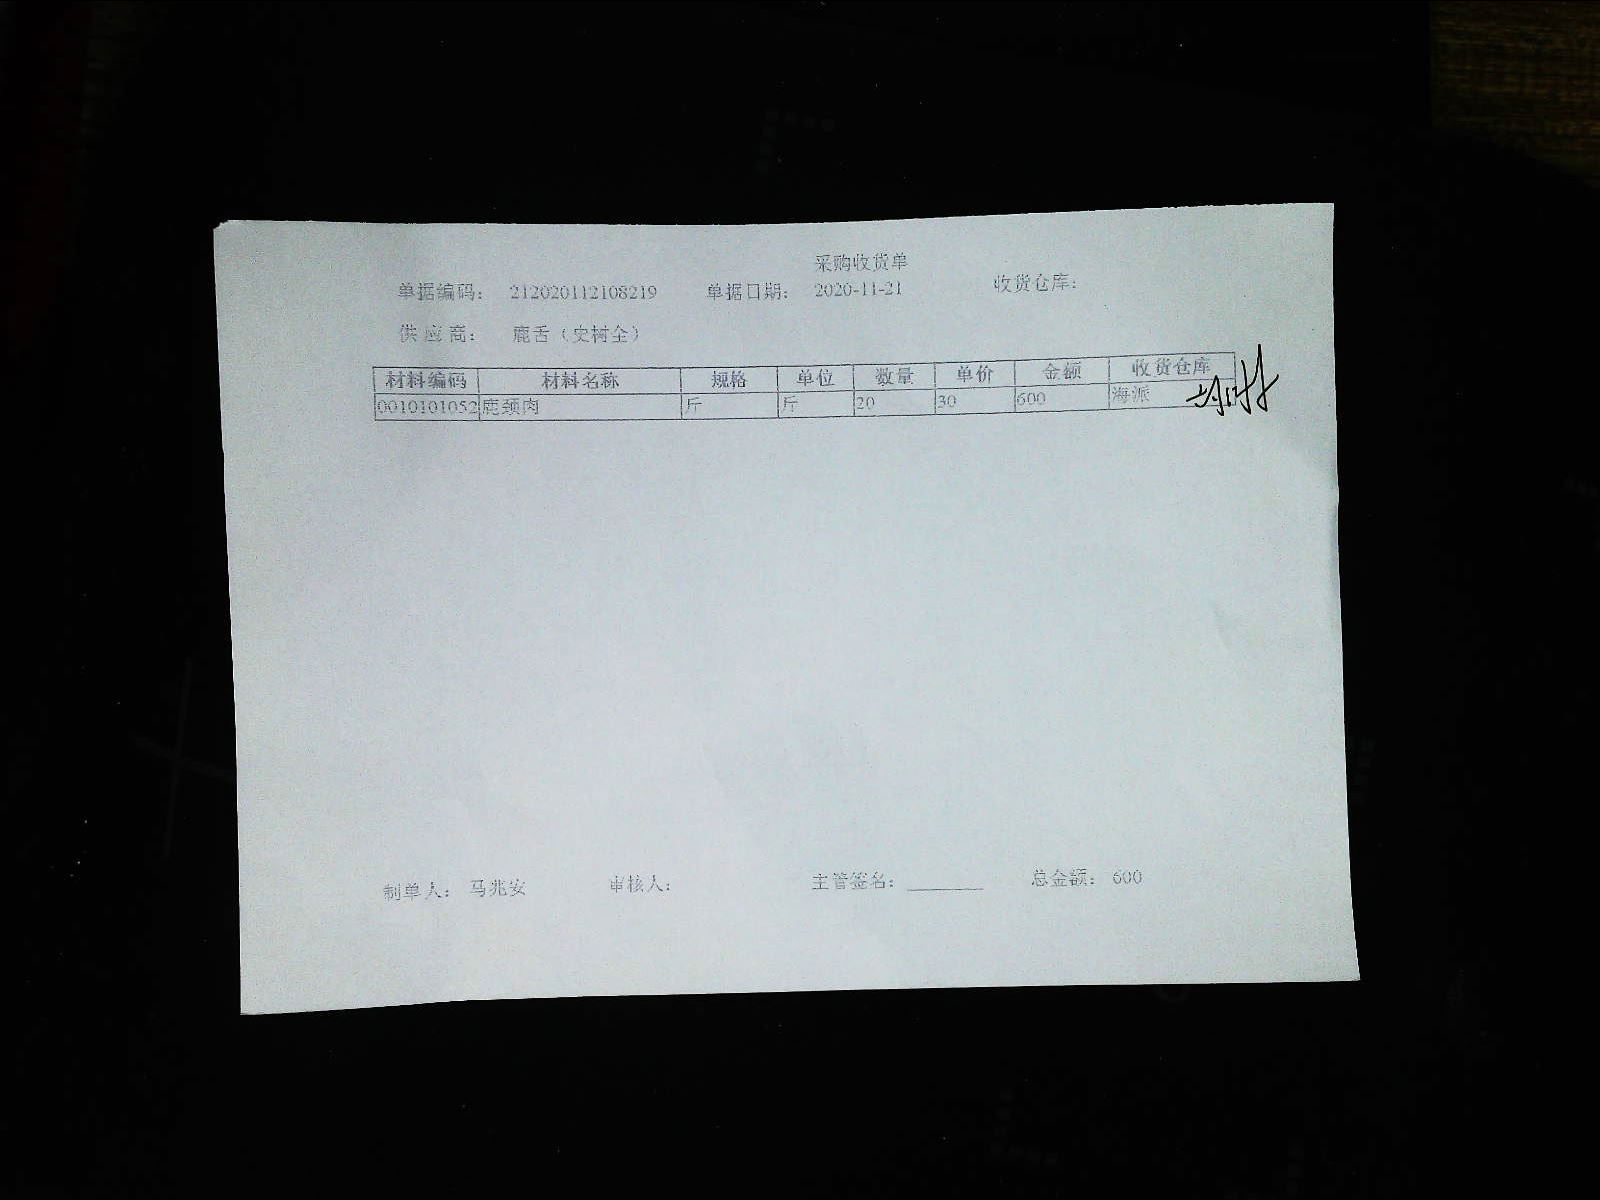 采购收货单
单据编码： 212020112108219 单据日期： 2020-11-21 收货仓库：
供 应 商： 鹿舌（史树全）
材料编码 材料名称 规格 单位 数量 单价 金额 收货仓库
0010101052 鹿颈肉 斤 斤 20 30 600 海派
制单人： 马兆安 审核人： 主管签名： ________ 总金额： 600